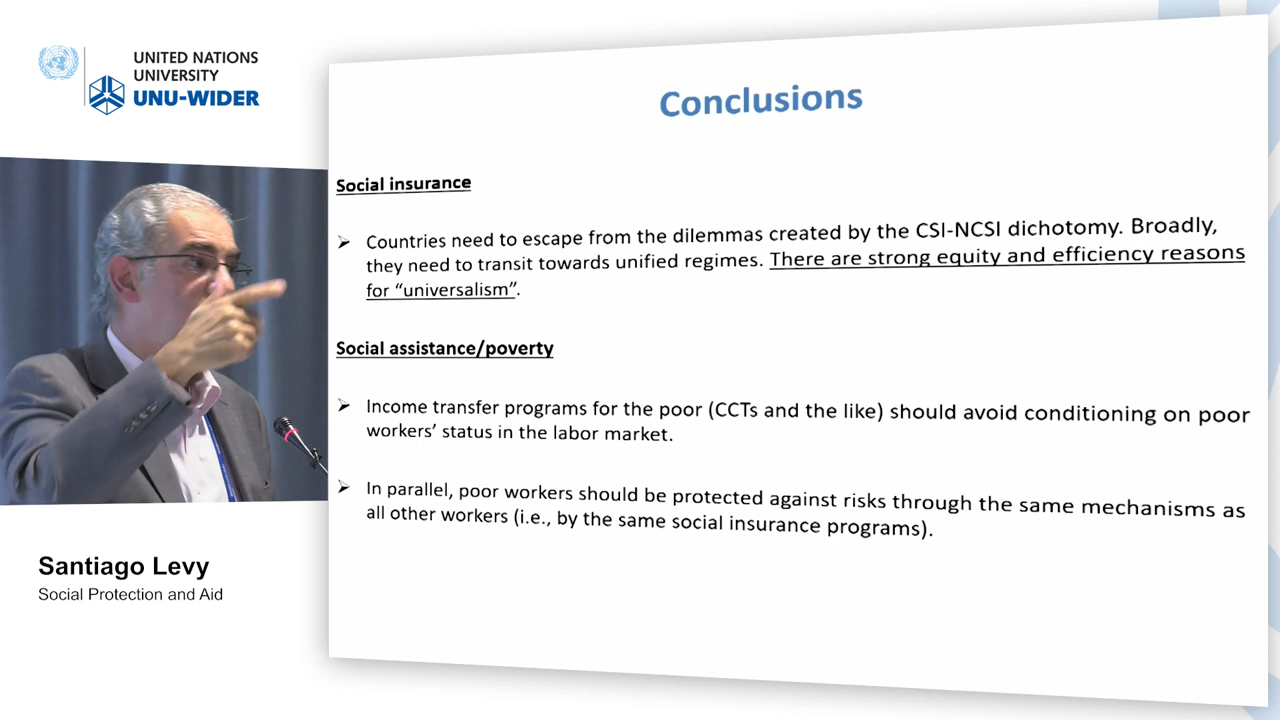 UNITED NATIONS
UNIVERSITY
UNU-WIDER
Conclusions
Social insurance
➢ Countries need to escape from the dilemmas created by the CSI-NCSI dichotomy. Broadly,
they need to transit towards unified regimes. There are strong equity and efficiency reasons
for “universalism”.
Social assistance/poverty
➢ Income transfer programs for the poor (CCTs and the like) should avoid conditioning on poor
workers’ status in the labor market.
➢ In parallel, poor workers should be protected against risks through the same mechanisms as
all other workers (i.e., by the same social insurance programs).
Santiago Levy
Social Protection and Aid